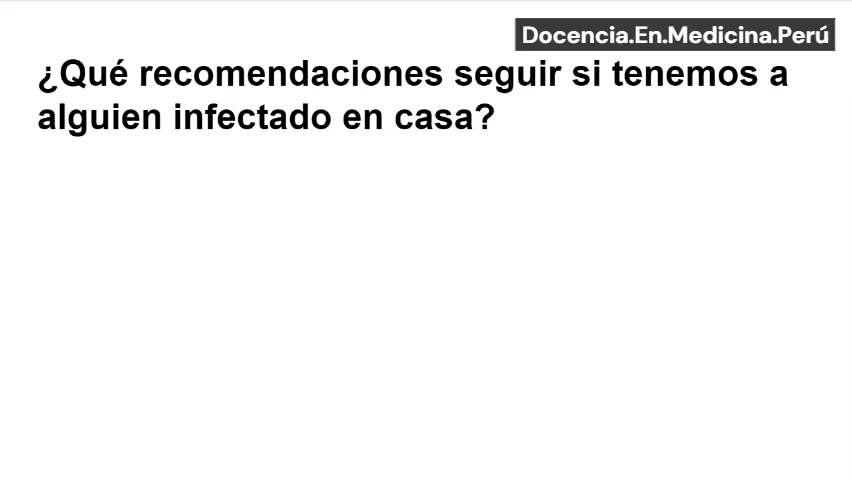 Docencia.En.Medicina.Perú
¿Qué recomendaciones seguir si tenemos a
alguien infectado en casa?